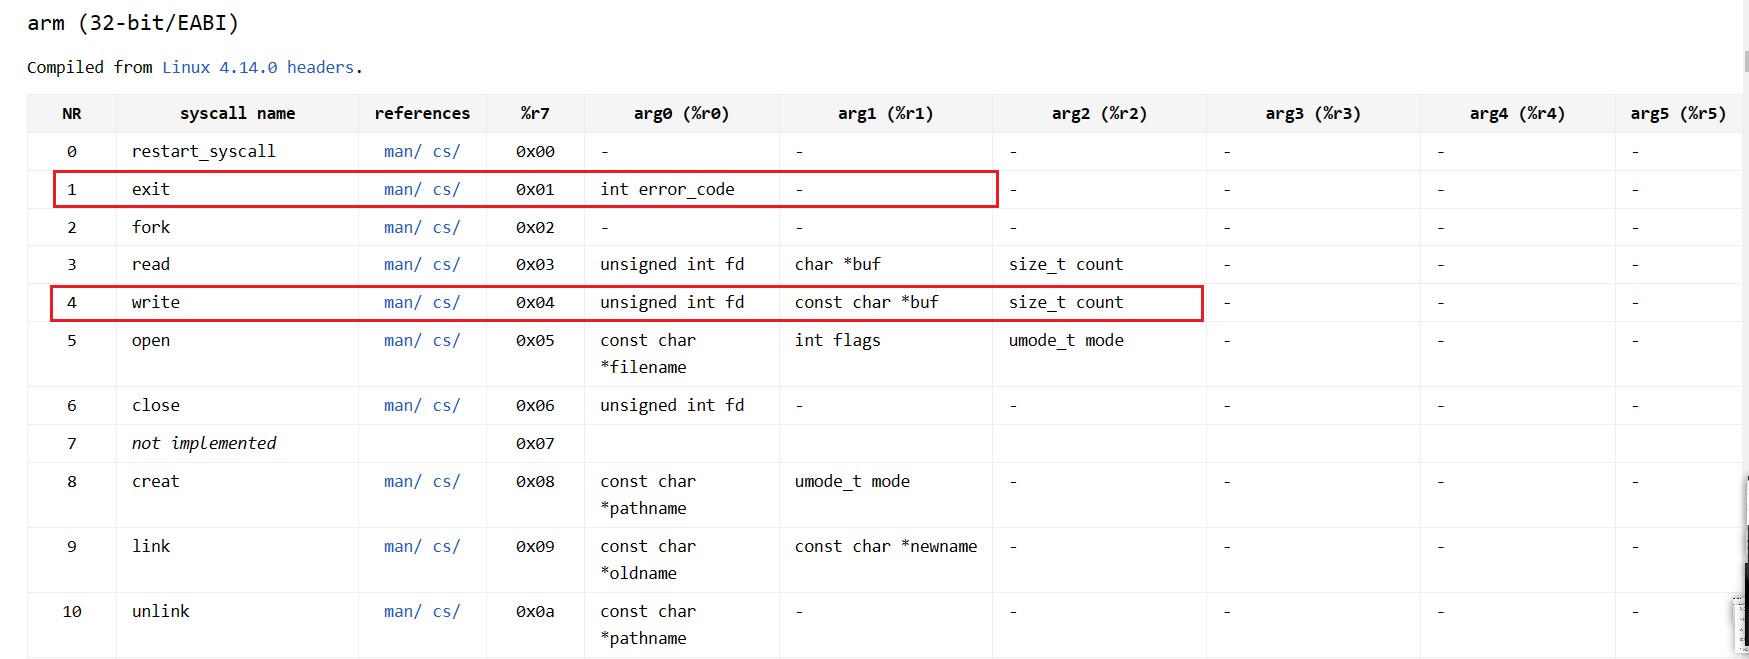 arm (32-bit/EABI)
Compiled from Linux 4.14.0 headers.
NR syscall name references %r7 arg0 (%r0) arg1 (%r1) arg2 (%r2) arg3 (%r3) arg4 (%r4) arg5 (%r5)
0 restart_syscall man/ cs/ 0x00 - - - - - -
1 exit man/ cs/ 0x01 int error_code - - - - -
2 fork man/ cs/ 0x02 - - - - - -
3 read man/ cs/ 0x03 unsigned int fd char *buf size_t count - - -
4 write man/ cs/ 0x04 unsigned int fd const char *buf size_t count - - -
5 open man/ cs/ 0x05 const char int flags umode_t mode - - -
*filename
6 close man/ cs/ 0x06 unsigned int fd - - - - -
7 not implemented 0x07
8 creat man/ cs/ 0x08 const char umode_t mode - - - -
*pathname
9 link man/ cs/ 0x09 const char const char *newname - - - -
*oldname
10 unlink man/ cs/ 0x0a const char - - - - -
*pathname